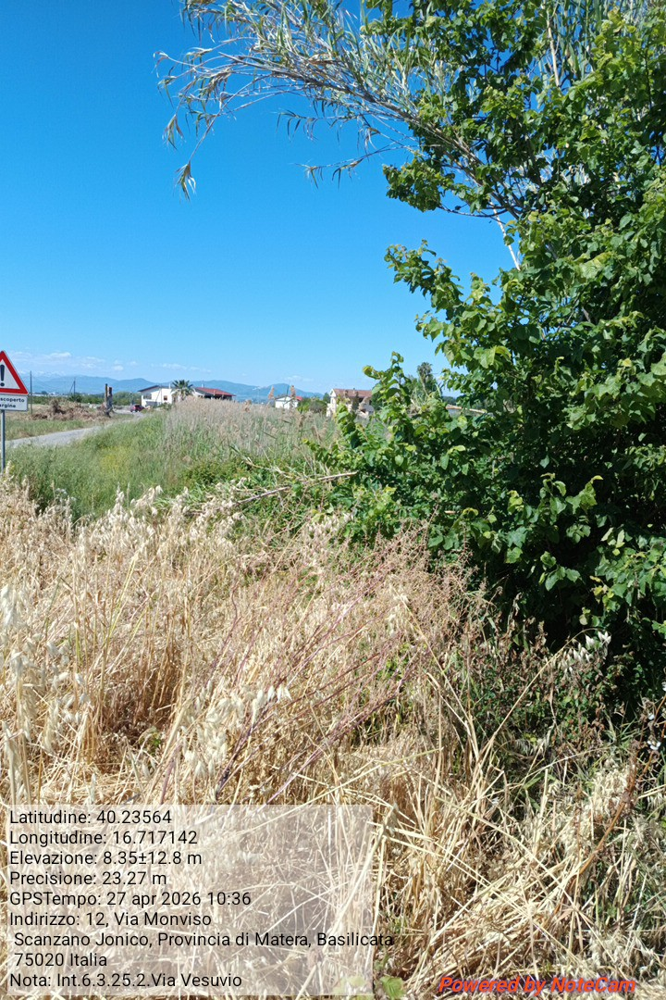 ecoperto
rgine
Latitudine: 40.23564
Longitudine: 16.717142
Elevazione: 8.35±12.8 m
Precisione: 23.27 m
GPSTempo: 27 apr 2026 10:36
Indirizzo: 12, Via Monviso
Scanzano Jonico, Provincia di Matera, Basilicata
75020 Italia
Nota: Int.6.3.25.2.Via Vesuvio
Powered by NoteCam